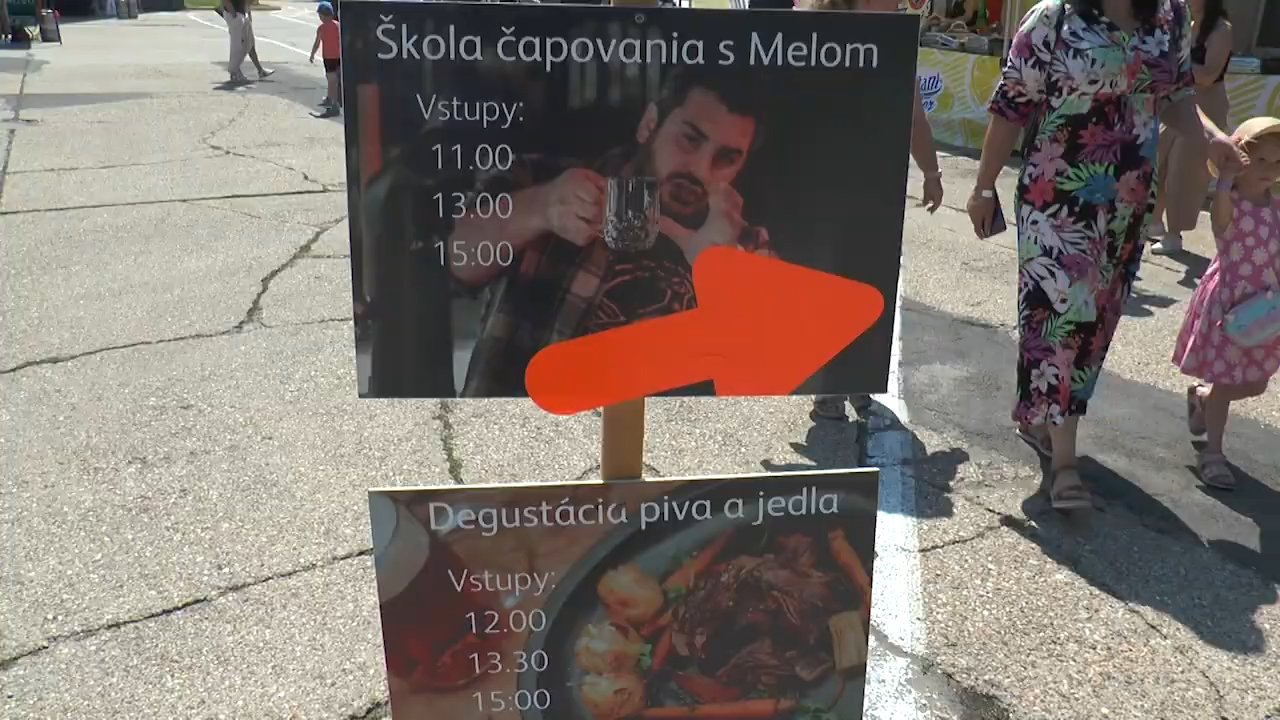 Škola čapovania s Melom
Vstupy:
11.00
13.00
15:00
Degustácia piva a jedla
Vstupy:
12.00
13.30
15:00